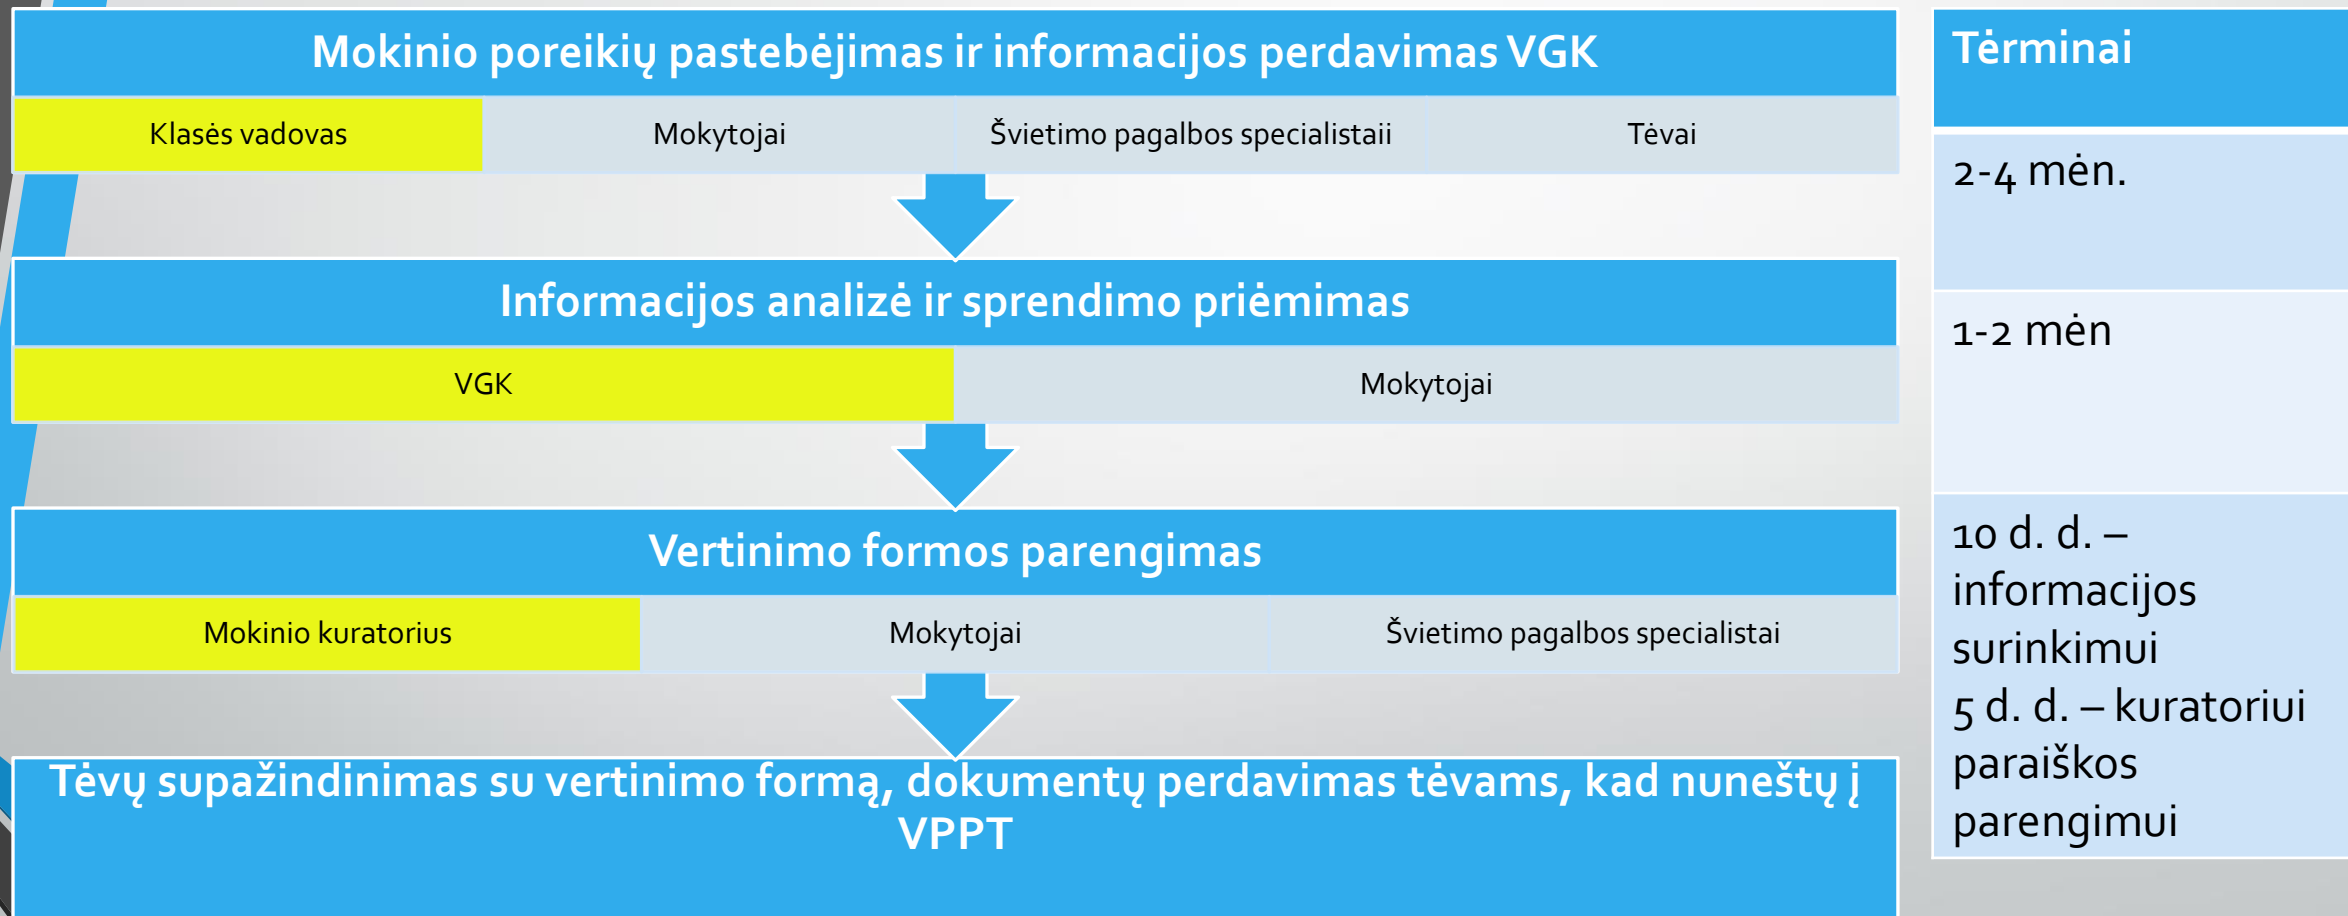 Mokinio poreikių pastebėjimas ir informacijos perdavimas VGK
Klasės vadovas
Mokytojai
Švietimo pagalbos specialistaii
Tėvai
Informacijos analizė ir sprendimo priėmimas
VGK
Mokytojai
Vertinimo formos parengimas
Mokinio kuratorius
Mokytojai
Švietimo pagalbos specialistai
Tėvų supažindinimas su vertinimo formą, dokumentų perdavimas tėvams, kad nuneštų į
VPPT
Tėrminai
2-4 mėn.
1-2 mėn
10 d. d. –
informacijos
surinkimui
5 d. d. – kuratoriui
paraiškos
parengimui